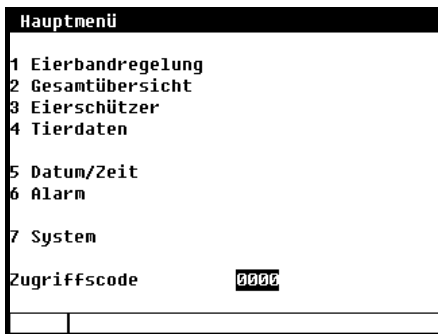 Hauptmenü
1 Eierbandregelung
2 Gesamtübersicht
3 Eierschützer
4 Tierdaten
5 Datum/Zeit
6 Alarm
7 System
Zugriffscode 0000